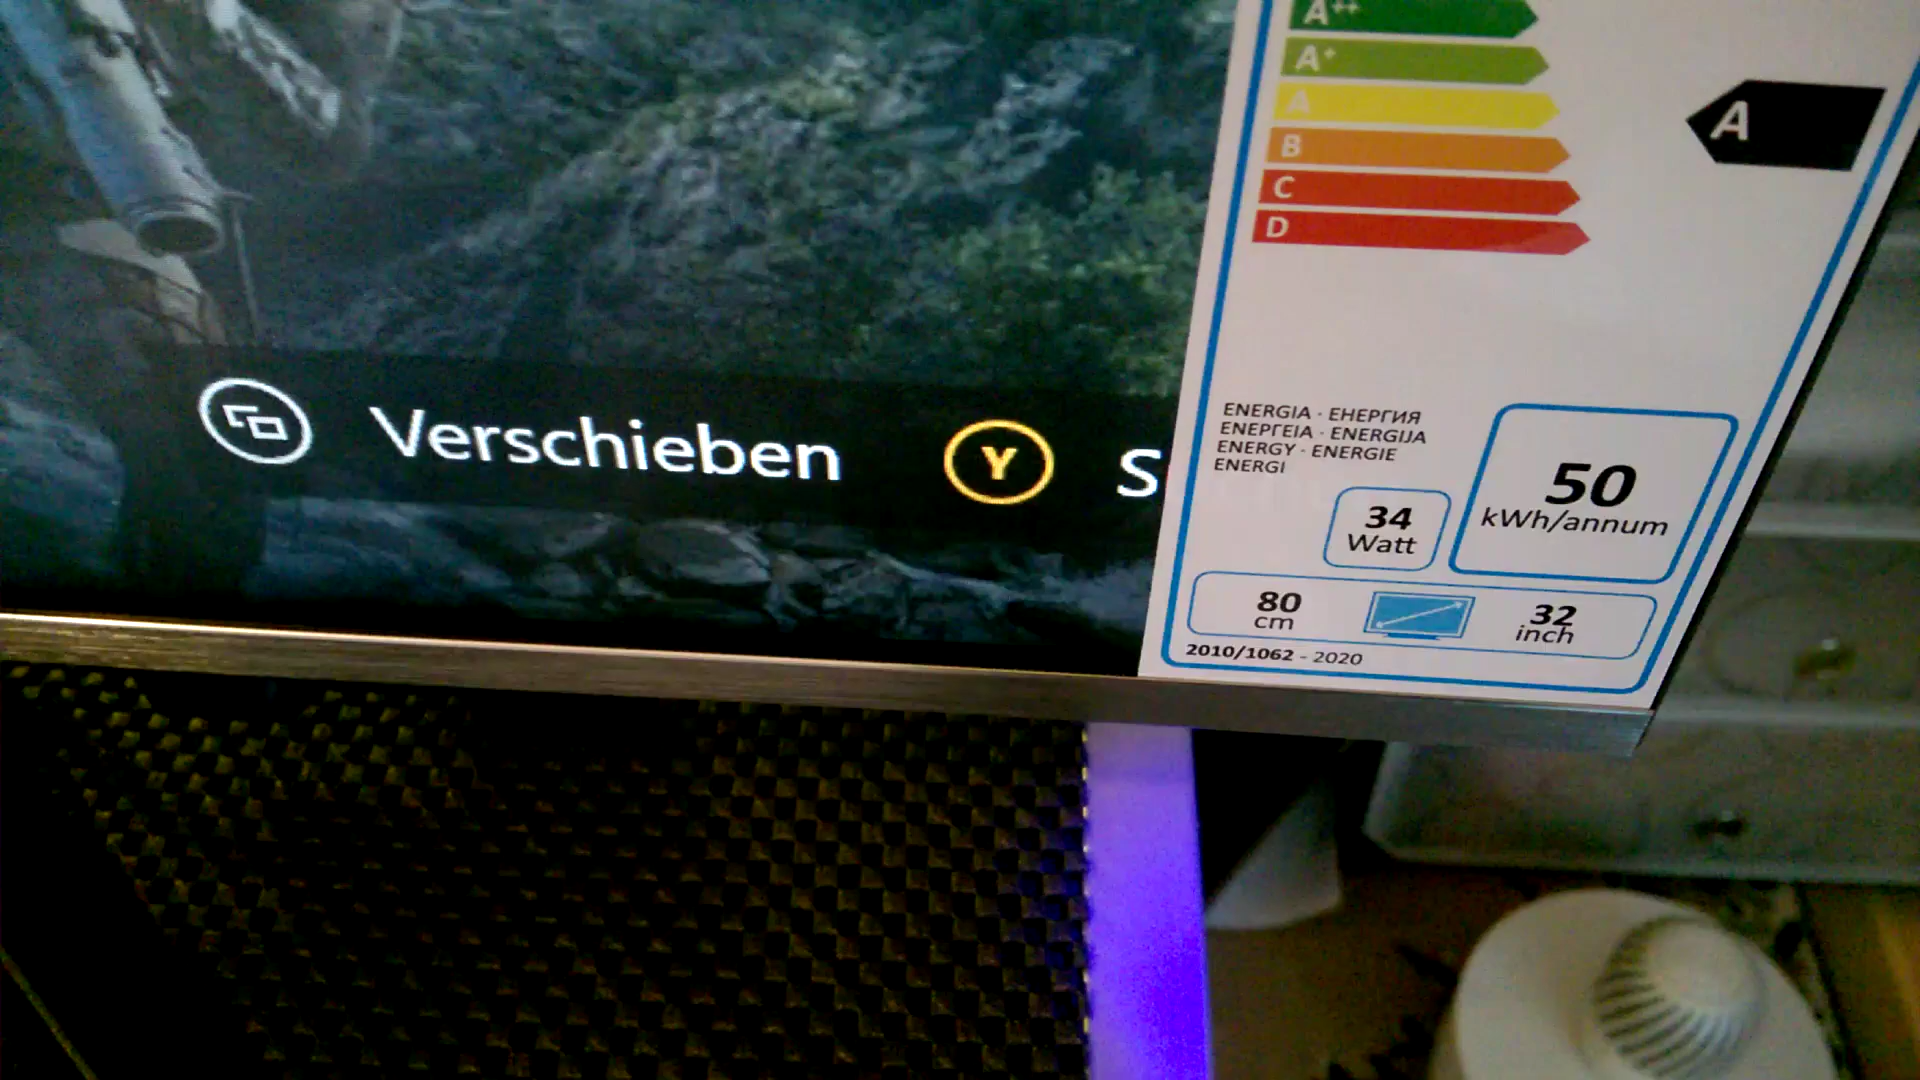 A++
A+
A
B
C
D
A
Verschieben
Y
S
ENERGIA · ЕНЕРГИЯ
ΕΝΕΡΓΕΙΑ · ENERGIJA
ENERGY · ENERGIE
ENERGI
34
Watt
50
kWh/annum
80
cm
32
inch
2010/1062 - 2020